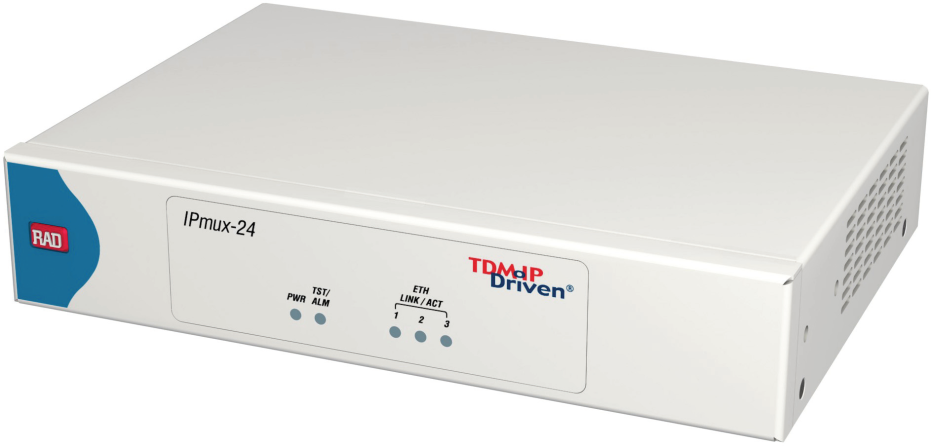 RAD
IPmux-24
TDMoIP
Driven®
PWR
TST/
ALM
ETH
LINK / ACT
1 2 3